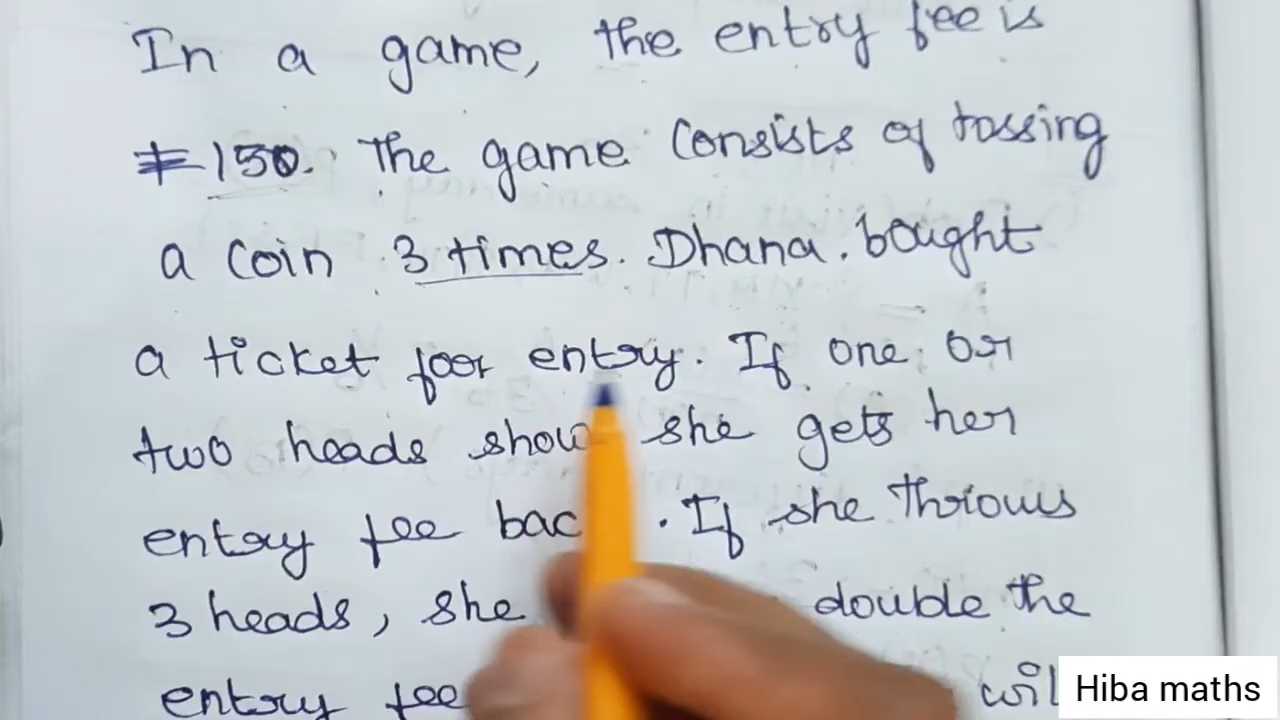 In a game, the entry fee is
₹150. The game consists of tossing
a coin 3 times. Dhana. bought
a ticket foor entry. If one or
two heads show she gets her
entry fee bac . If she throws
3 heads, she double the
entry fee wil
Hiba maths